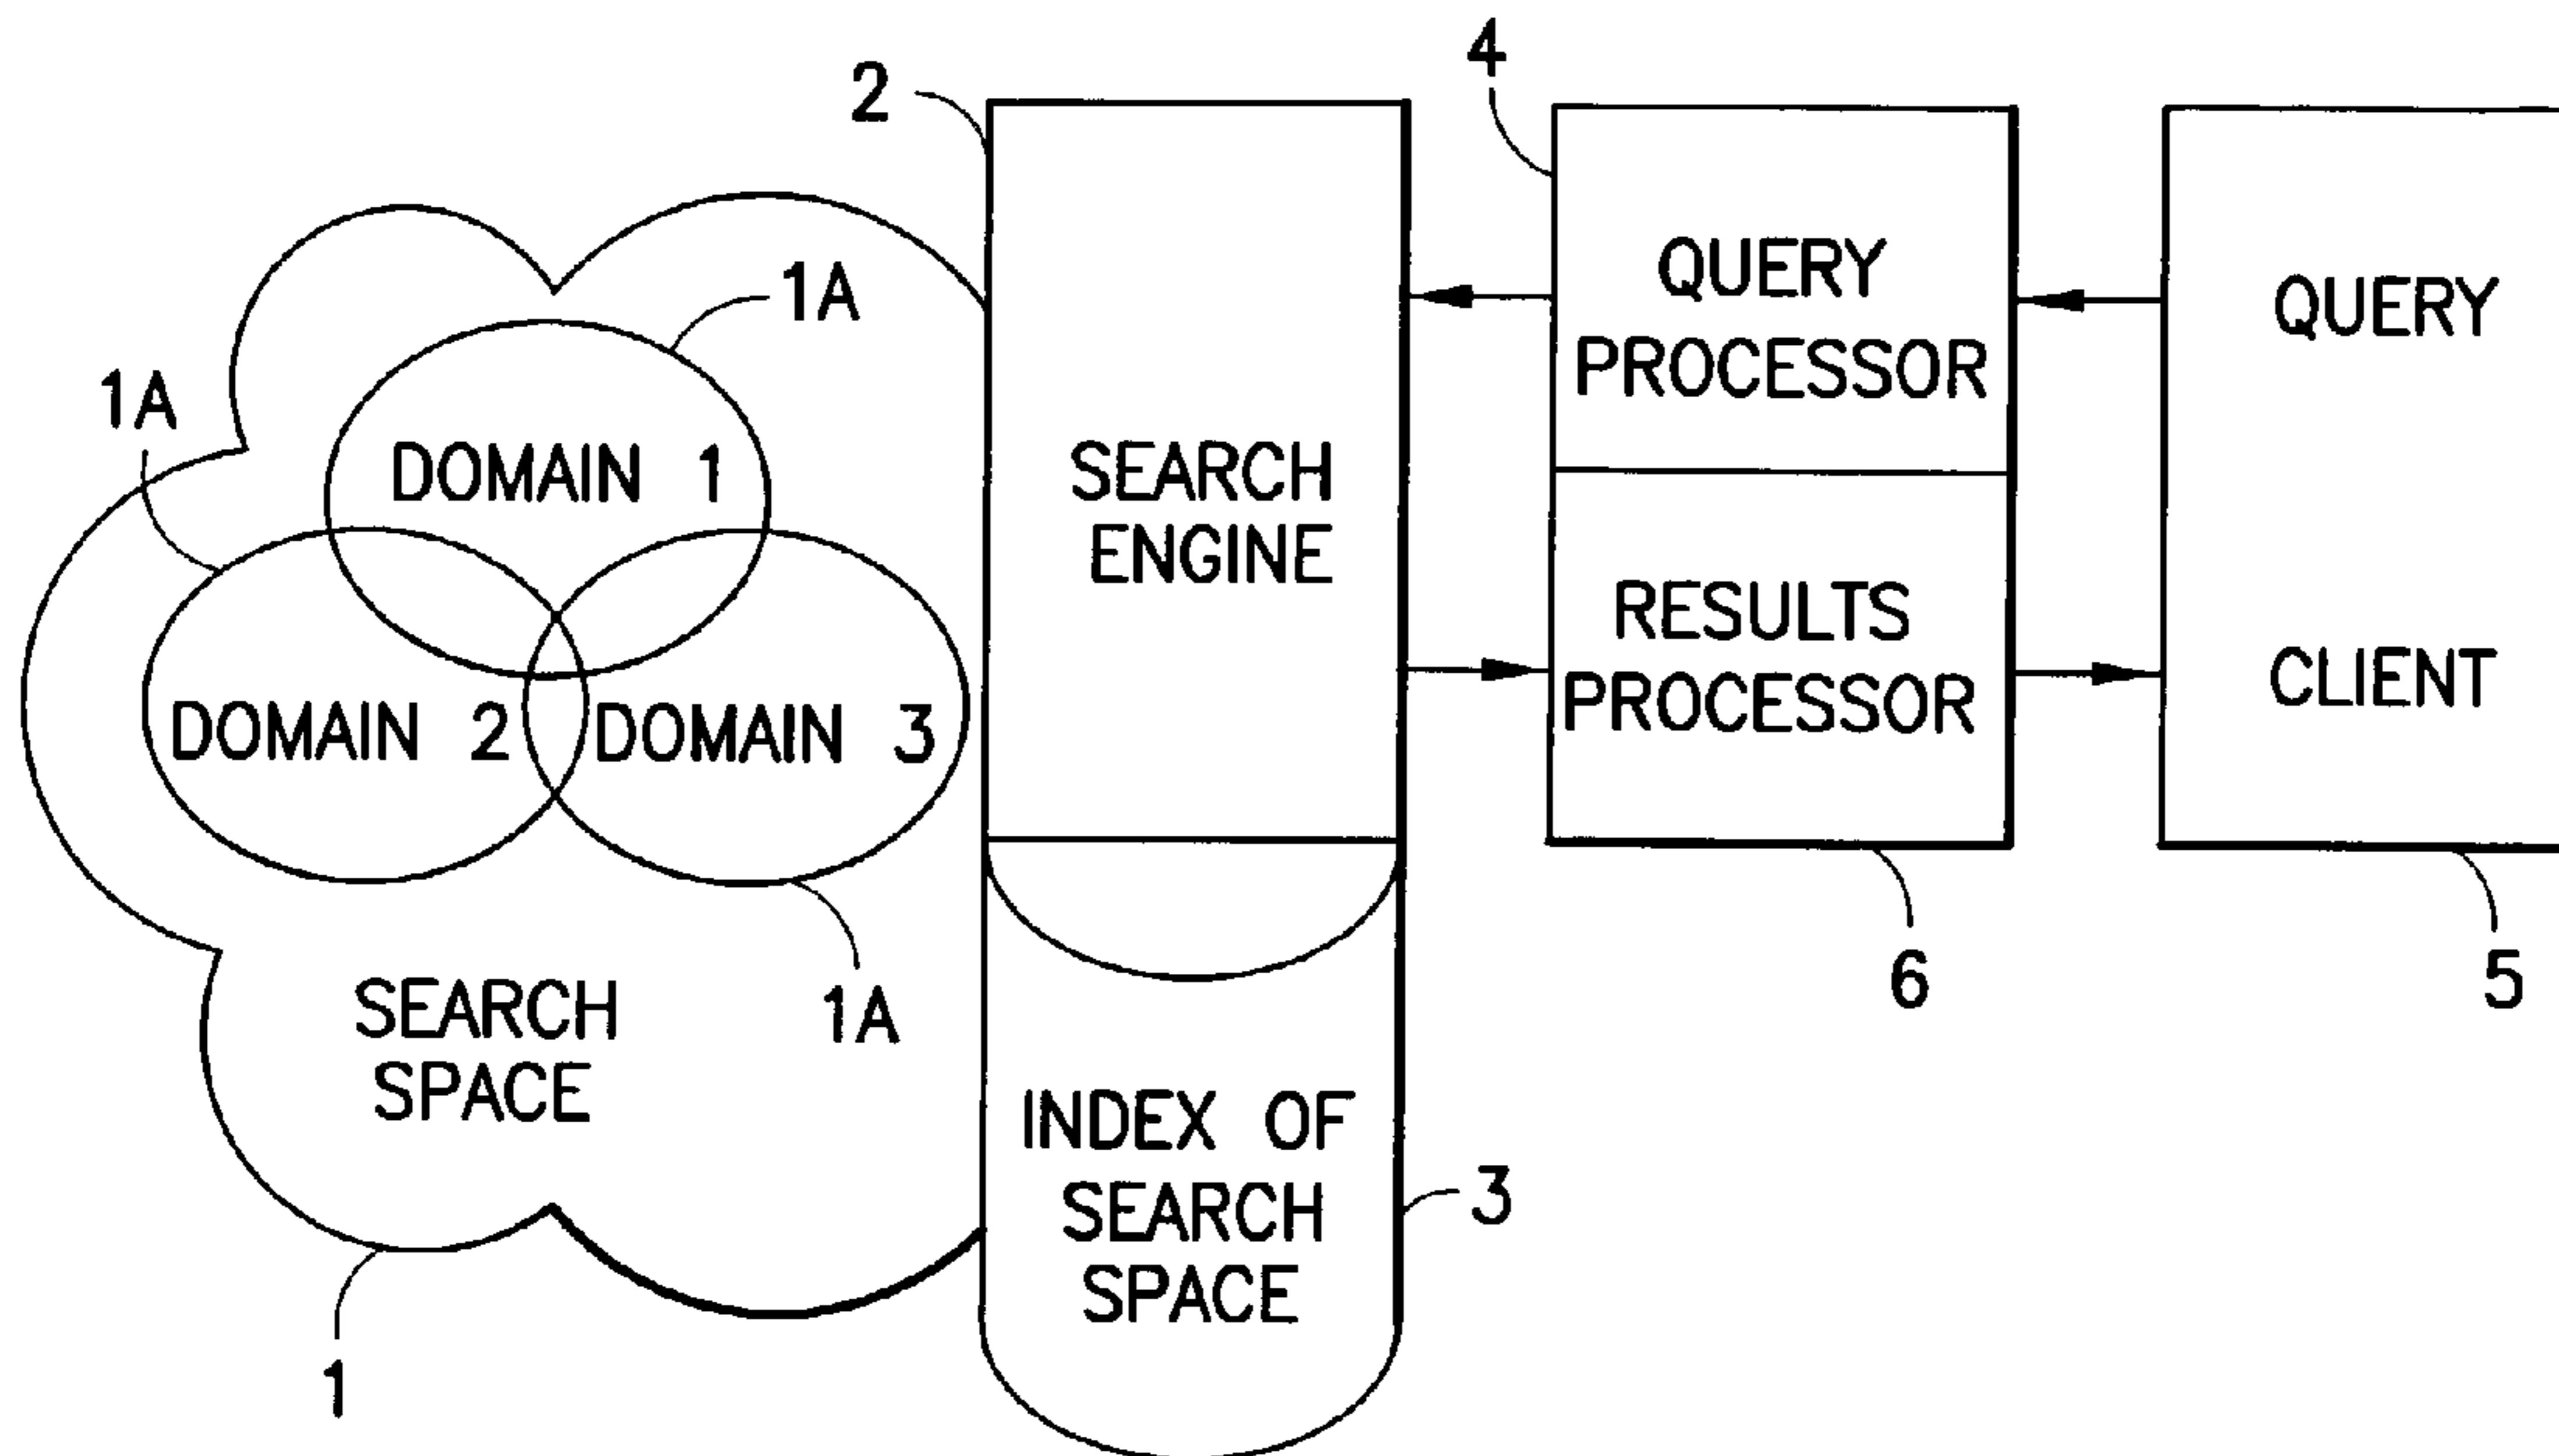 2
4
1A
1A
DOMAIN 1
DOMAIN 2
DOMAIN 3
1A
SEARCH
SPACE
1
SEARCH
ENGINE
INDEX OF
SEARCH
SPACE
3
QUERY
PROCESSOR
RESULTS
PROCESSOR
6
QUERY
CLIENT
5